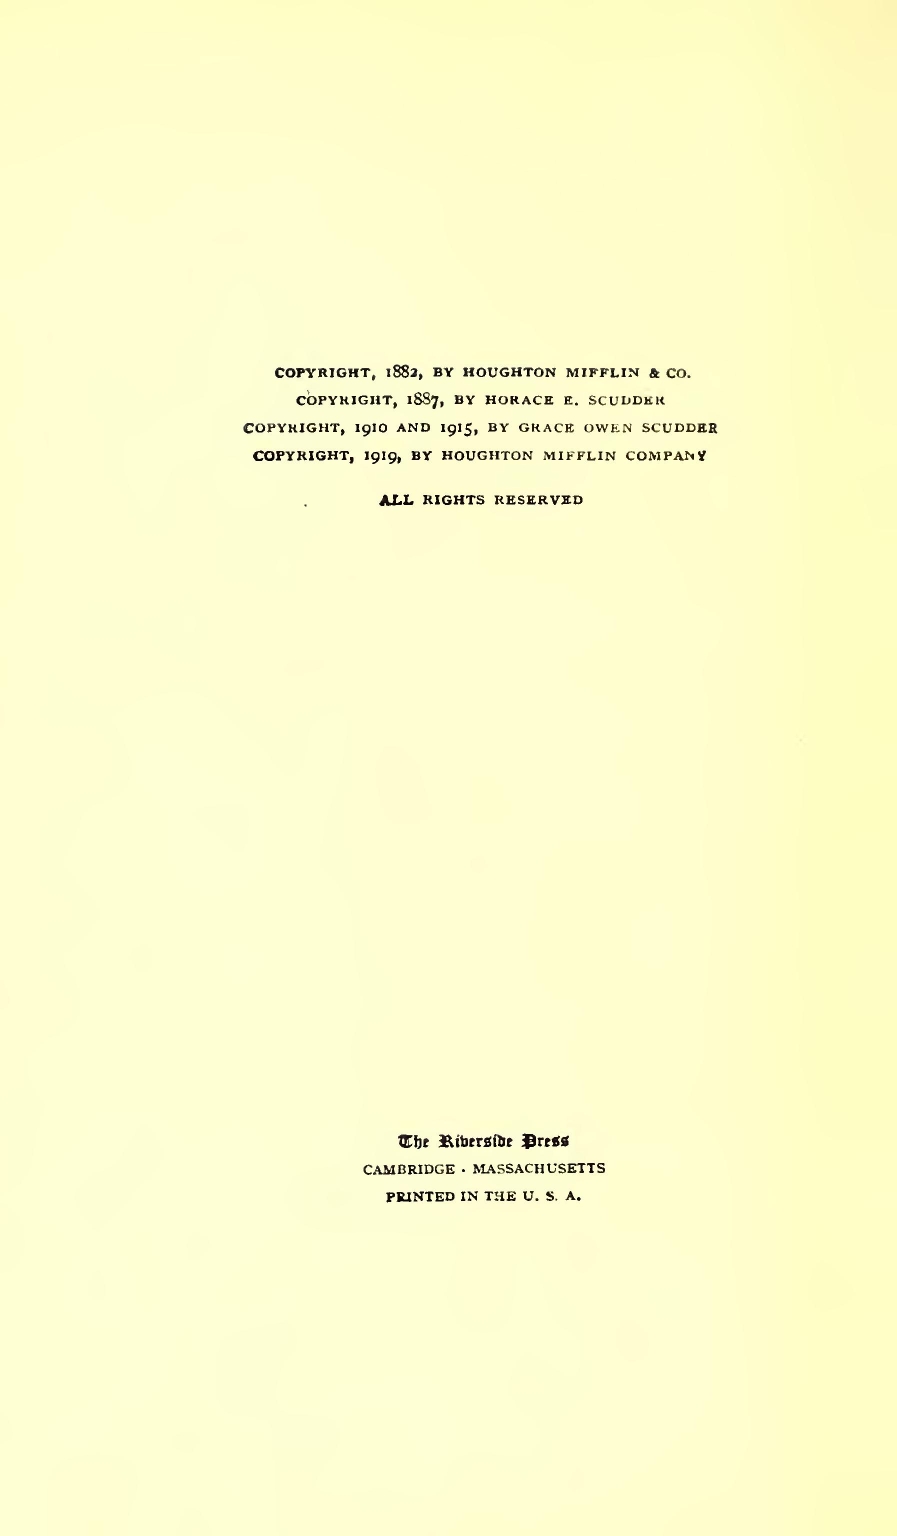 COPYRIGHT, 1882, BY HOUGHTON MIFFLIN & CO.
COPYRIGHT, 1887, BY HORACE E. SCUDDER
COPYRIGHT, 1910 AND 1915, BY GRACE OWEN SCUDDER
COPYRIGHT, 1919, BY HOUGHTON MIFFLIN COMPANY
ALL RIGHTS RESERVED
The Riverside Press
CAMBRIDGE · MASSACHUSETTS
PRINTED IN THE U. S. A.